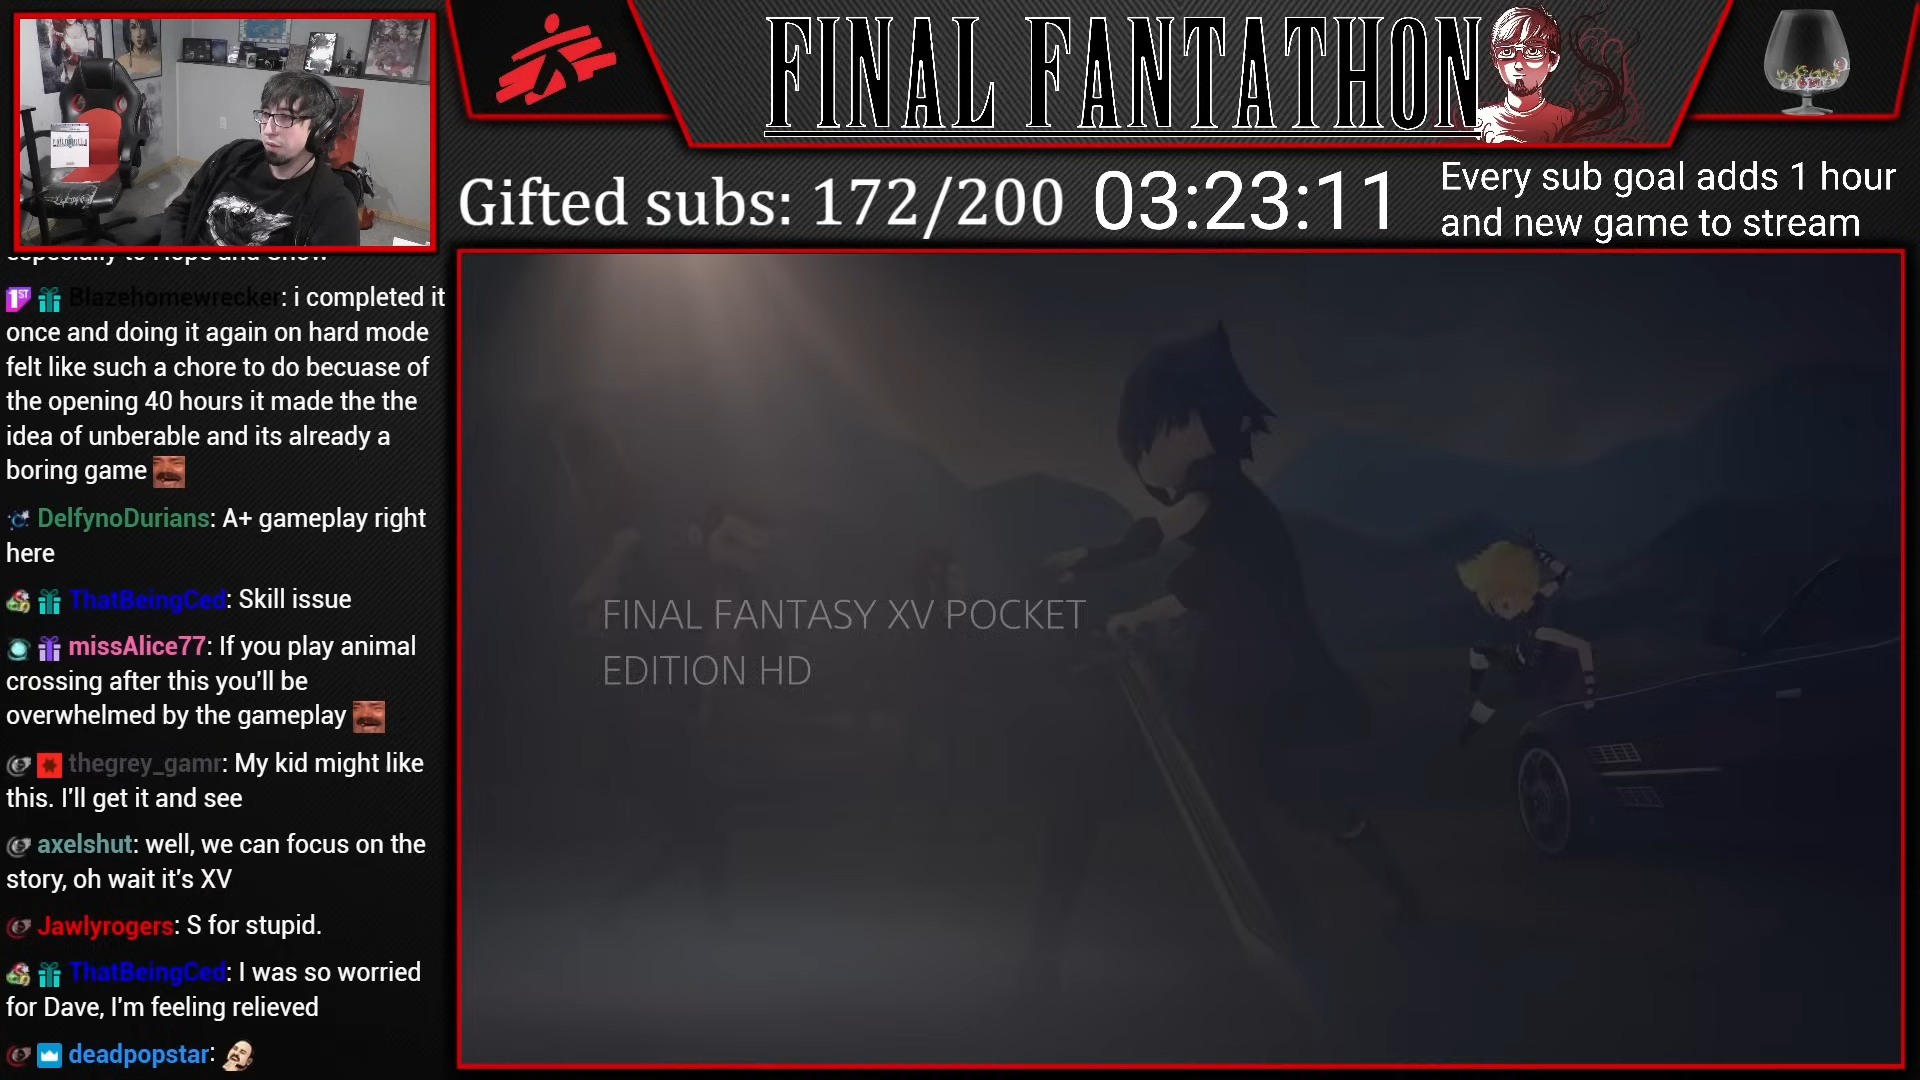 FINAL FANTATHON
Gifted subs: 172/200
03:23:11
Every sub goal adds 1 hour
and new game to stream
especially to Hope and Snow
Blazehomewrecker: i completed it
once and doing it again on hard mode
felt like such a chore to do becuase of
the opening 40 hours it made the the
idea of unberable and its already a
boring game
DelfynoDurians: A+ gameplay right
here
ThatBeingCed: Skill issue
missAlice77: If you play animal
crossing after this you'll be
overwhelmed by the gameplay
thegrey_gamr: My kid might like
this. I'll get it and see
axelshut: well, we can focus on the
story, oh wait it's XV
Jawlyrogers: S for stupid.
ThatBeingCed: I was so worried
for Dave, I'm feeling relieved
deadpopstar:
FINAL FANTASY XV POCKET
EDITION HD